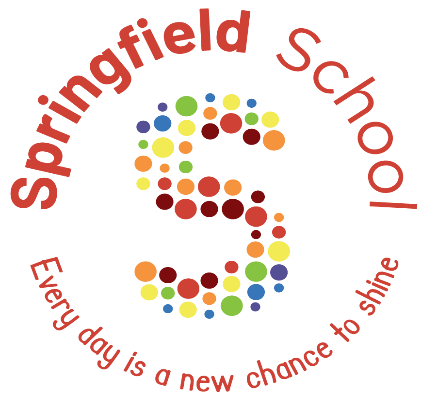 Springfield School
Every day is a new chance to shine